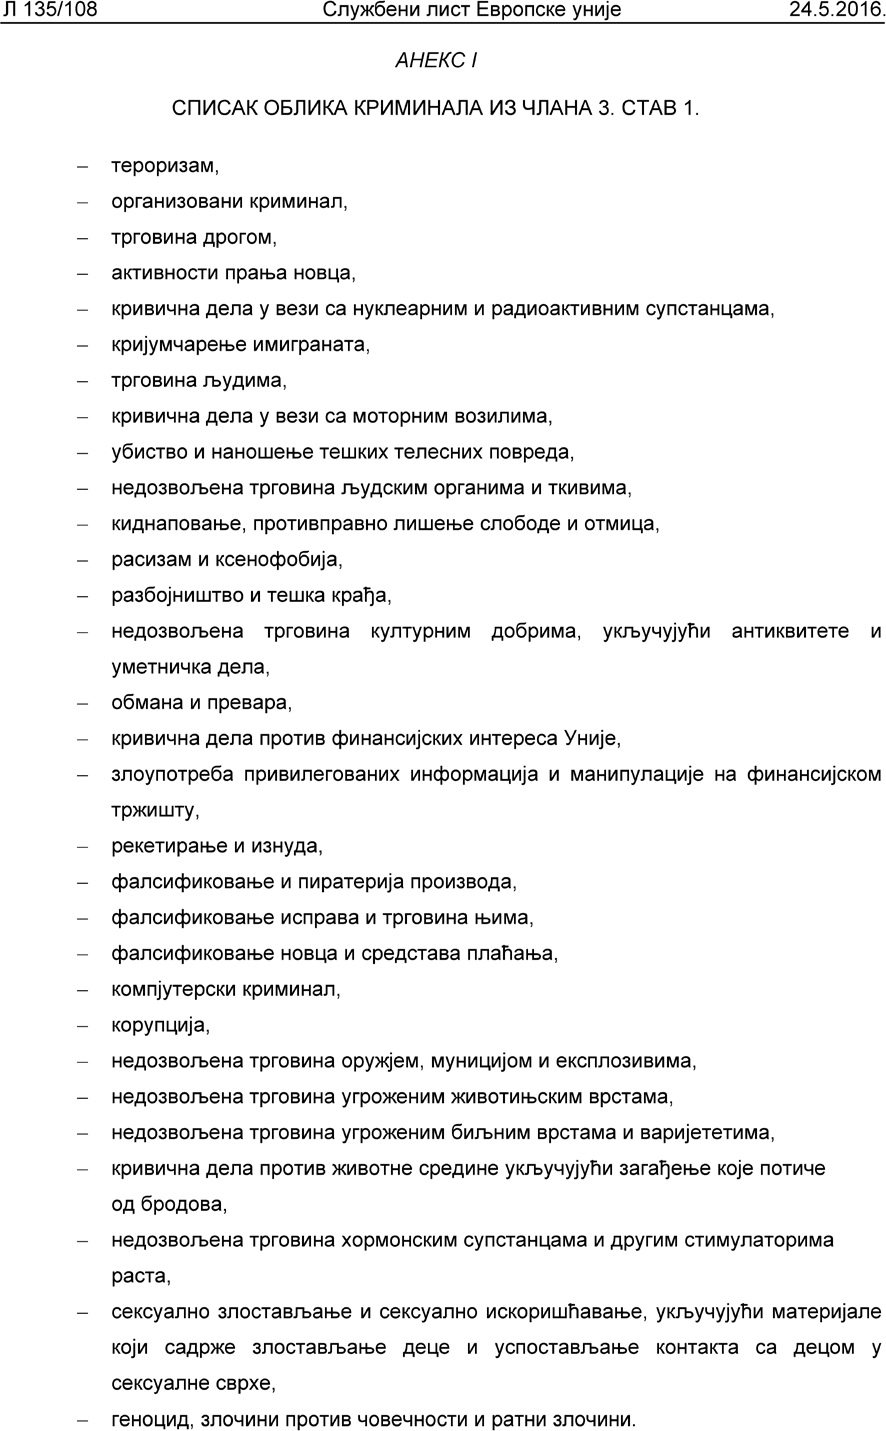 Л 135/108 Службени лист Европске уније 24.5.2016.
АНЕКС I
СПИСАК ОБЛИКА КРИМИНАЛА ИЗ ЧЛАНА 3. СТАВ 1.
– тероризам,
– организовани криминал,
– трговина дрогом,
– активности прања новца,
– кривична дела у вези са нуклеарним и радиоактивним супстанцама,
– кријумчарење имиграната,
– трговина људима,
– кривична дела у вези са моторним возилима,
– убиство и наношење тешких телесних повреда,
– недозвољена трговина људским органима и ткивима,
– киднаповање, противправно лишење слободе и отмица,
– расизам и ксенофобија,
– разбојништво и тешка крађа,
– недозвољена трговина културним добрима, укључујући антиквитете и
уметничка дела,
– обмана и превара,
– кривична дела против финансијских интереса Уније,
– злоупотреба привилегованих информација и манипулације на финансијском
тржишту,
– рекетирање и изнуда,
– фалсификовање и пиратерија производа,
– фалсификовање исправа и трговина њима,
– фалсификовање новца и средстава плаћања,
– компјутерски криминал,
– корупција,
– недозвољена трговина оружјем, муницијом и експлозивима,
– недозвољена трговина угроженим животињским врстама,
– недозвољена трговина угроженим биљним врстама и варијететима,
– кривична дела против животне средине укључујући загађење које потиче
од бродова,
– недозвољена трговина хормонским супстанцама и другим стимулаторима
раста,
– сексуално злостављање и сексуално искоришћавање, укључујући материјале
који садрже злостављање деце и успостављање контакта са децом у
сексуалне сврхе,
– геноцид, злочини против човечности и ратни злочини.